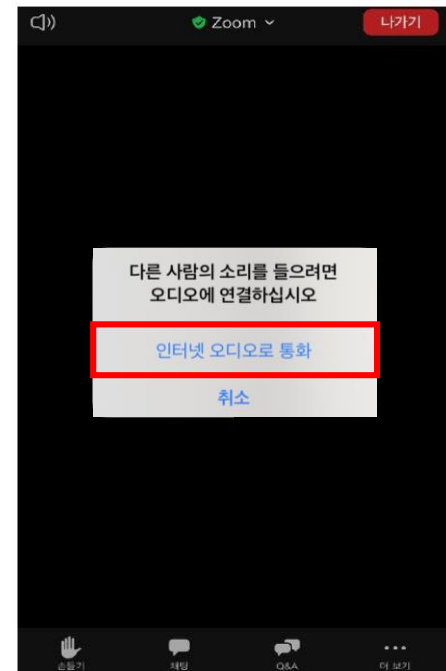 Zoom
나가기
다른 사람의 소리를 들으려면
오디오에 연결하십시오
인터넷 오디오로 통화
취소
손들기
채팅
Q&A
더 보기